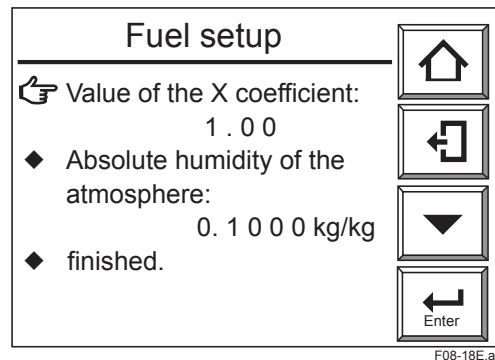 Fuel setup
Value of the X coefficient:
1 . 0 0
Absolute humidity of the
atmosphere:
0. 1 0 0 0 kg/kg
finished.
Enter
F08-18E.a